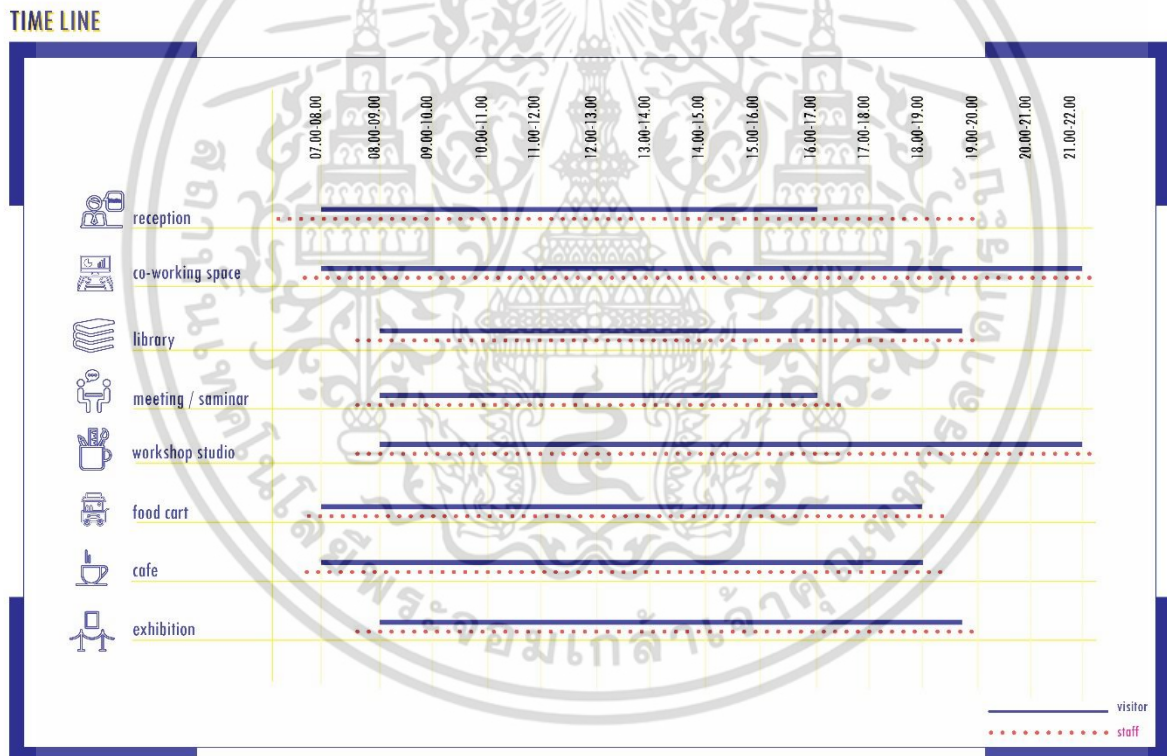 TIME LINE
07.00-08.00
08.00-09.00
09.00-10.00
10.00-11.00
11.00-12.00
12.00-13.00
13.00-14.00
14.00-15.00
15.00-16.00
16.00-17.00
17.00-18.00
18.00-19.00
19.00-20.00
20.00-21.00
21.00-22.00
reception
co-working space
library
meeting / saminar
workshop studio
food cart
cafe
exhibition
visitor
staff